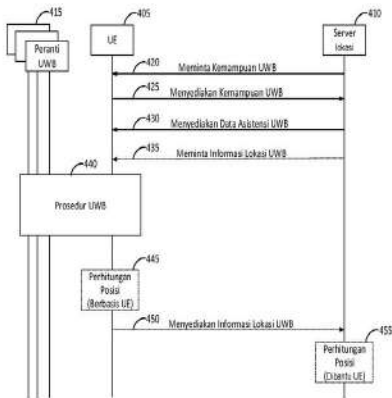 415
405
410
Peranti
UWB
UE
Server
lokasi
420
Meminta Kemampuan UWB
425
Menyediakan Kemampuan UWB
430
Menyediakan Data Asistensi UWB
435
Meminta Informasi Lokasi UWB
440
Prosedur UWB
445
Perhitungan
Posisi
(Berbasis UE)
450
Menyediakan Informasi Lokasi UWB
455
Perhitungan
Posisi
(Dibantu UE)